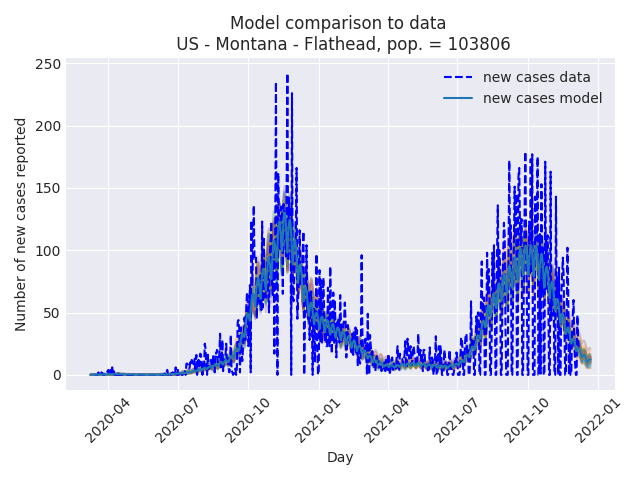 Model comparison to data
US - Montana - Flathead, pop. = 103806
new cases data
new cases model
Number of new cases reported
250
200
150
100
50
0
2020-04
2020-07
2020-10
2021-01
2021-04
2021-07
2021-10
2022-01
Day